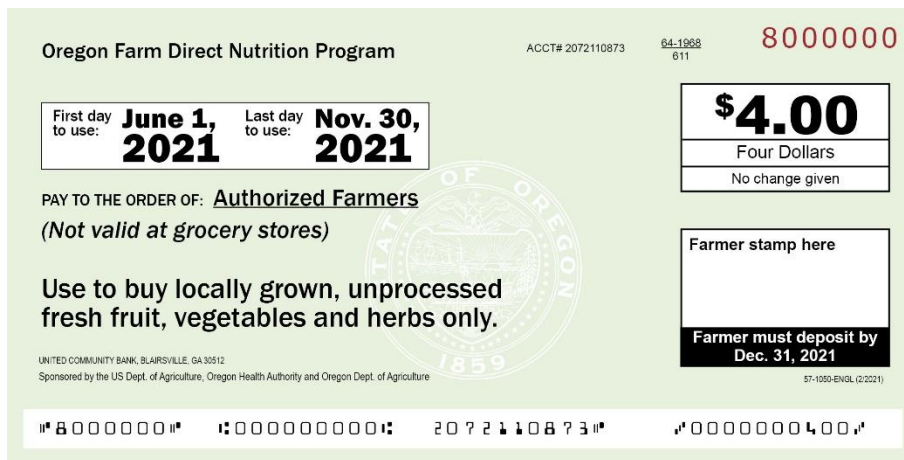 Oregon Farm Direct Nutrition Program
ACCT# 2072110873
64-1968
611
8000000
First day to use: June 1, 2021
Last day to use: Nov. 30, 2021
$4.00
Four Dollars
No change given
PAY TO THE ORDER OF: Authorized Farmers
(Not valid at grocery stores)
Use to buy locally grown, unprocessed
fresh fruit, vegetables and herbs only.
Farmer stamp here
Farmer must deposit by
Dec. 31, 2021
UNITED COMMUNITY BANK, BLAIRSVILLE, GA 30512
Sponsored by the US Dept. of Agriculture, Oregon Health Authority and Oregon Dept. of Agriculture
57-1050-ENGL (2/2021)
STATE OF OREGON
1859
⑈8000000⑈ ⑆000000000⑆ 2072110873⑈ ⑇0000000400⑇